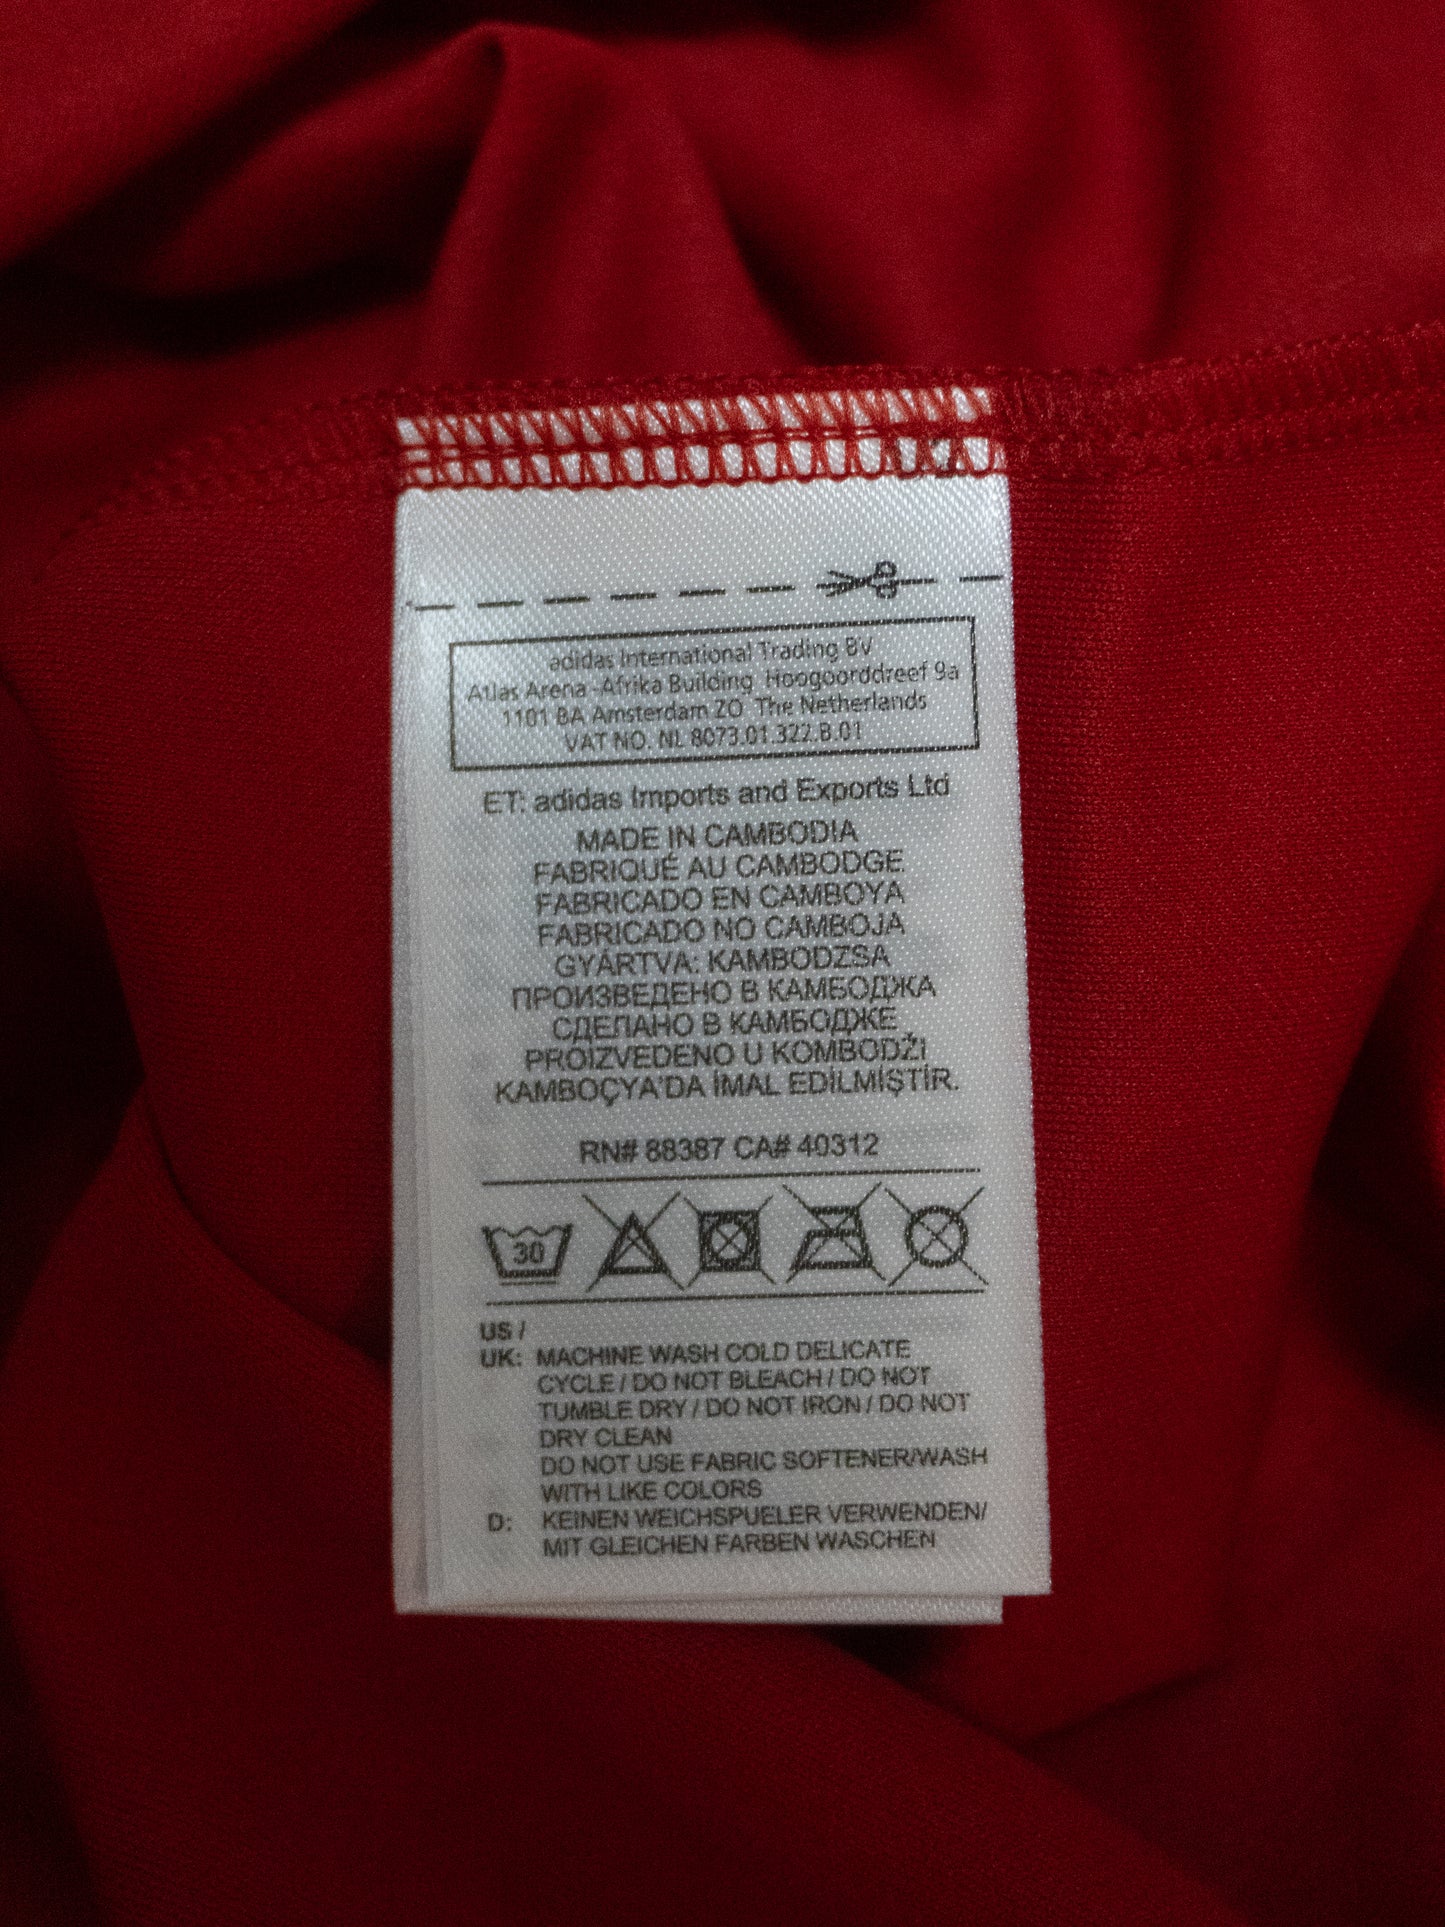 adidas International Trading BV
Atlas Arena -Afrika Building Hoogoorddreef 9a
1101 BA Amsterdam ZO The Netherlands
VAT NO. NL 8073.01.322.B.01
ET: adidas Imports and Exports Ltd
MADE IN CAMBODIA
FABRIQUÉ AU CAMBODGE
FABRICADO EN CAMBOYA
FABRICADO NO CAMBOJA
GYÁRTVA: KAMBODZSA
ПРОИЗВЕДЕНО В КАМБОДЖА
СДЕЛАНО В КАМБОДЖЕ
PROIZVEDENO U KOMBODŽI
KAMBOÇYA'DA İMAL EDİLMİŞTİR.
RN# 88387 CA# 40312
30
US /
UK: MACHINE WASH COLD DELICATE
CYCLE / DO NOT BLEACH / DO NOT
TUMBLE DRY / DO NOT IRON / DO NOT
DRY CLEAN
DO NOT USE FABRIC SOFTENER/WASH
WITH LIKE COLORS
D: KEINEN WEICHSPUELER VERWENDEN/
MIT GLEICHEN FARBEN WASCHEN